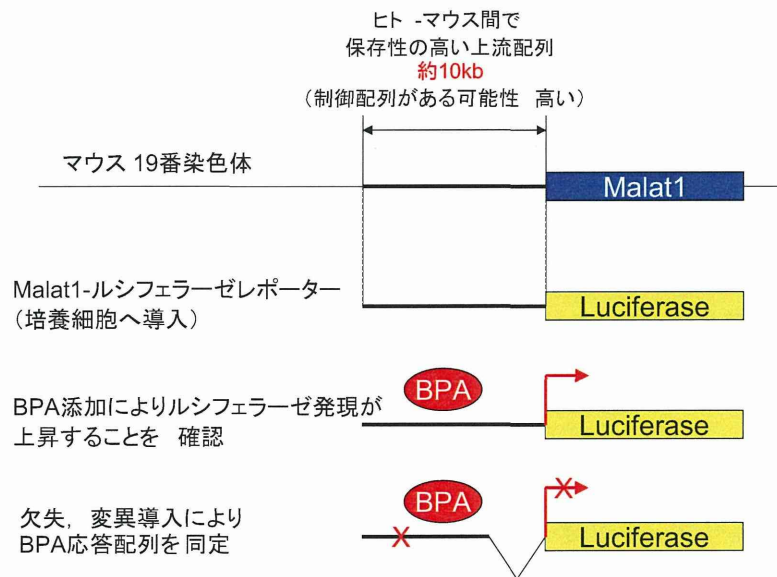 ヒト -マウス間で
保存性の高い上流配列
約10kb
(制御配列がある可能性 高い)
マウス 19番染色体
Malat1
Malat1-ルシフェラーゼレポーター
(培養細胞へ導入)
Luciferase
BPA
BPA添加によりルシフェラーゼ発現が
上昇することを 確認
Luciferase
BPA
欠失, 変異導入により
BPA応答配列を同定
Luciferase